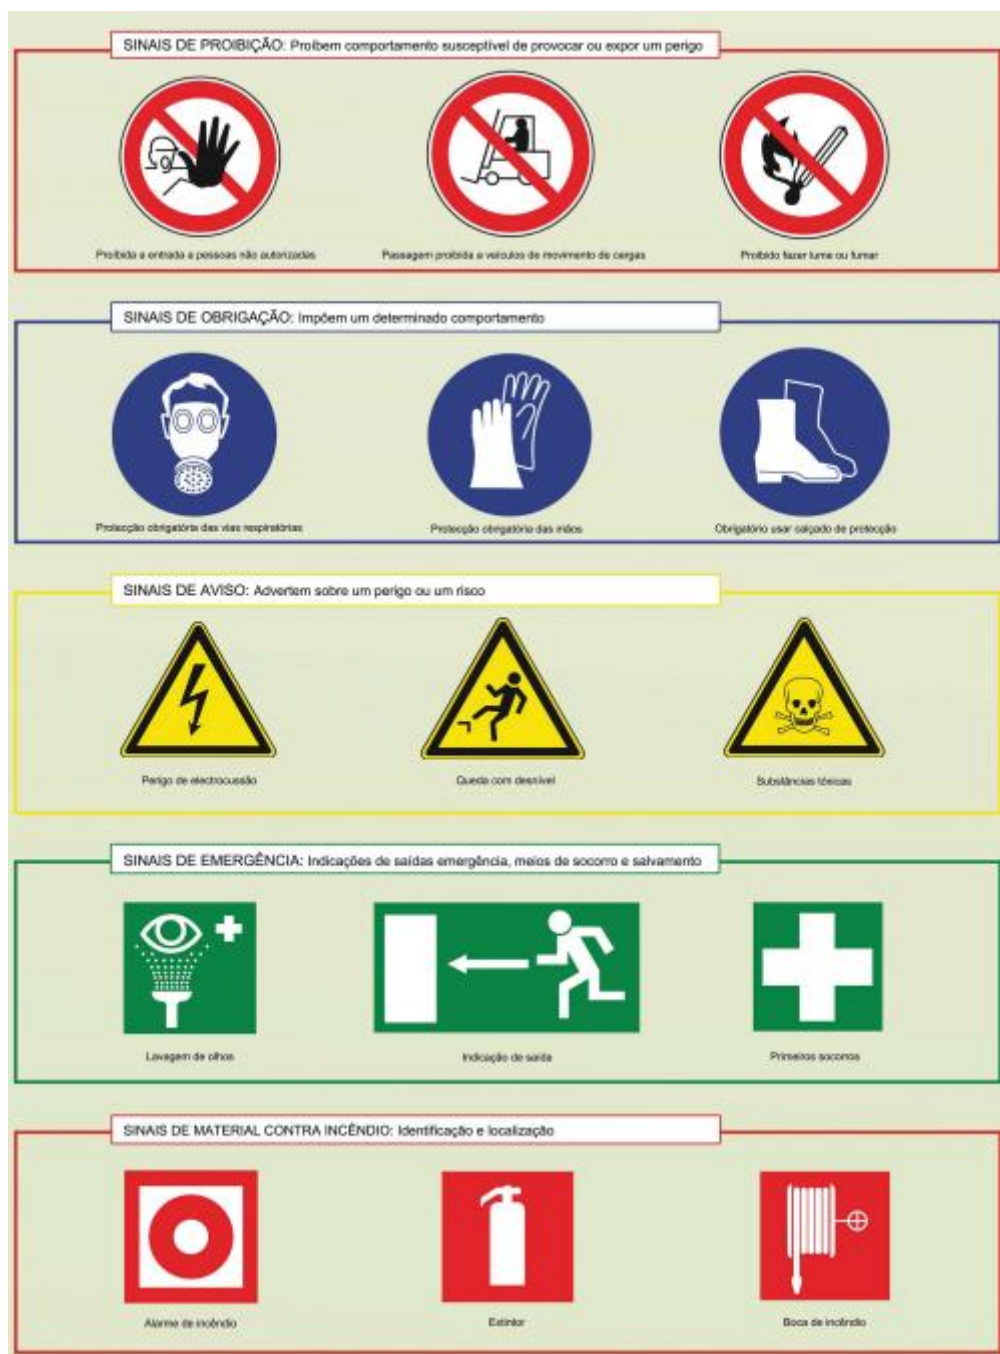 SINAIS DE PROIBIÇÃO: Proíbem comportamento susceptível de provocar ou expor um perigo
Proibida a entrada a pessoas não autorizadas
Passagem proibida a veículos de movimento de cargas
Proibido fazer lume ou fumar
SINAIS DE OBRIGAÇÃO: Impõem um determinado comportamento
Protecção obrigatória das vias respiratórias
Protecção obrigatória das mãos
Obrigatório usar calçado de protecção
SINAIS DE AVISO: Advertem sobre um perigo ou um risco
Perigo de electrocussão
Queda com desnível
Substâncias tóxicas
SINAIS DE EMERGÊNCIA: Indicações de saídas emergência, meios de socorro e salvamento
Lavagem de olhos
Indicação de saída
Primeiros socorros
SINAIS DE MATERIAL CONTRA INCÊNDIO: Identificação e localização
Alarme de incêndio
Extintor
Boca de incêndio